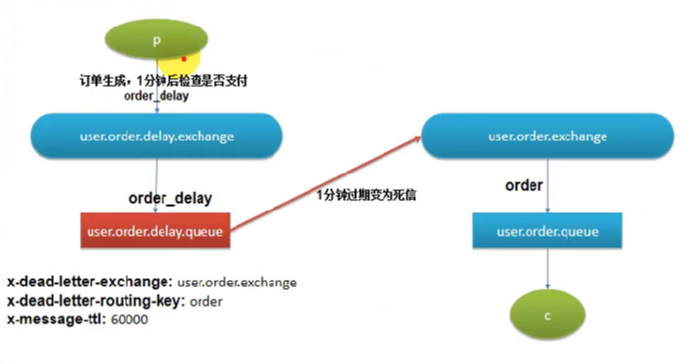 p
订单生成，1分钟后检查是否支付
order_delay
user.order.delay.exchange
user.order.exchange
order_delay
1分钟过期变为死信
order
user.order.delay.queue
user.order.queue
x-dead-letter-exchange: user.order.exchange
x-dead-letter-routing-key: order
x-message-ttl: 60000
c